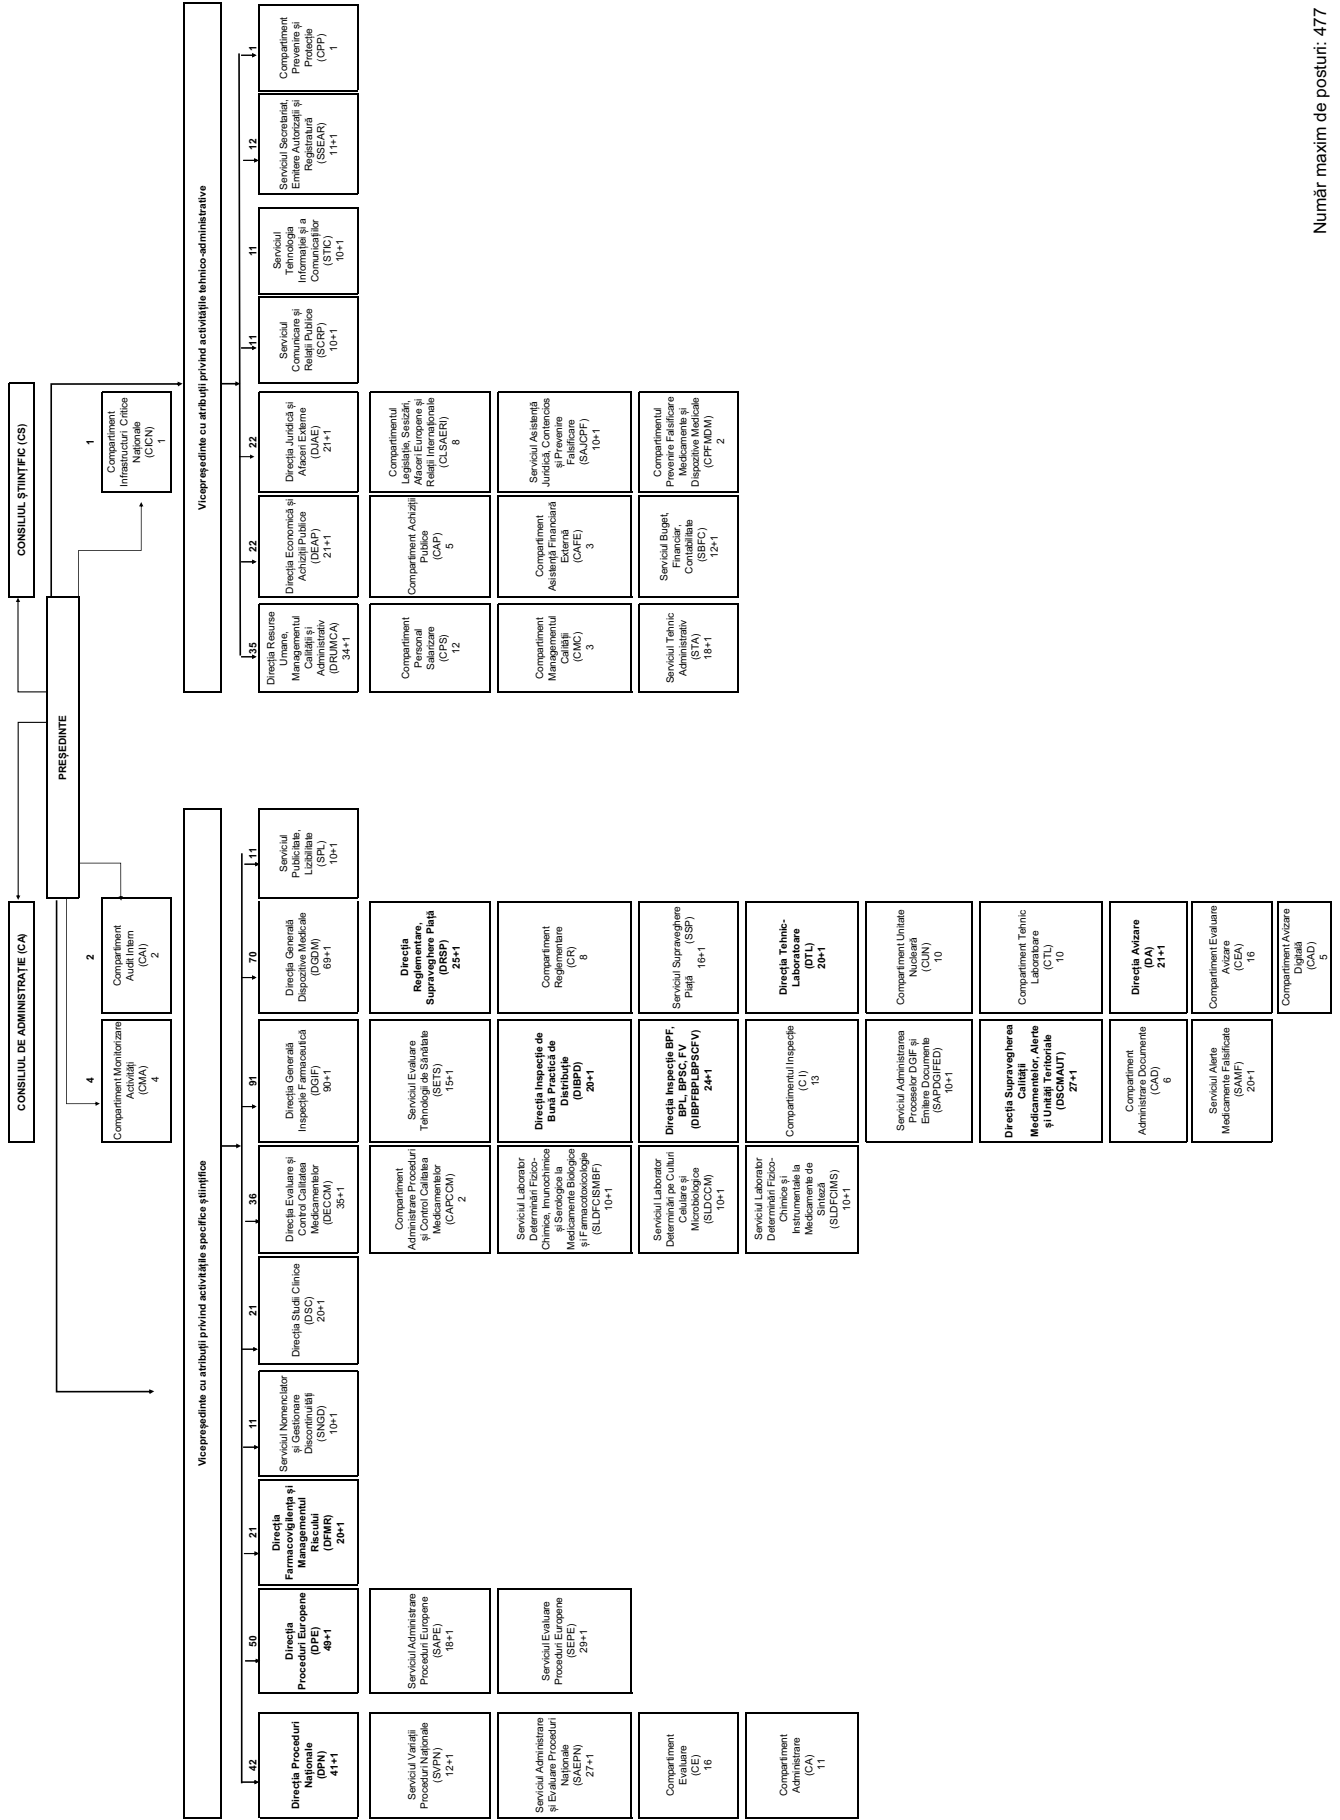 CONSILIUL DE ADMINISTRAȚIE (CA)
CONSILIUL ȘTIINȚIFIC (CS)
PREȘEDINTE
4
Compartiment Monitorizare
Activități
(CMA)
4
2
Compartiment
Audit Intern
(CAI)
2
1
Compartiment
Infrastructuri Critice
Naționale
(CICN)
1
Vicepreședinte cu atribuții privind activitățile specifice științifice
Vicepreședinte cu atribuții privind activitățile tehnico-administrative
42
Direcția Proceduri
Naționale
(DPN)
41+1
50
Direcția
Proceduri Europene
(DPE)
49+1
21
Direcția
Farmacovigilența și
Managementul
Riscului
(DFMR)
20+1
11
Serviciul Nomenclator
și Gestionare
Discontinuități
(SNGD)
10+1
21
Direcția Studii Clinice
(DSC)
20+1
36
Direcția Evaluare și
Control Calitatea
Medicamentelor
(DECCM)
35+1
91
Direcția Generală
Inspecție Farmaceutică
(DGIF)
90+1
70
Direcția Generală
Dispozitive Medicale
(DGDM)
69+1
11
Serviciul
Publicitate,
Lizibilitate
(SPL)
10+1
35
Direcția Resurse
Umane,
Managementul
Calității și
Administrativ
(DRUMCA)
34+1
22
Direcția Economică și
Achiziții Publice
(DEAP)
21+1
22
Direcția Juridică și
Afaceri Externe
(DJAE)
21+1
11
Serviciul
Comunicare și
Relații Publice
(SCRP)
10+1
11
Serviciul
Tehnologia
Informației și a
Comunicațiilor
(STIC)
10+1
12
Serviciul Secretariat,
Emitere Autorizații și
Registratură
(SSEAR)
11+1
1
Compartiment
Prevenire și
Protecție
(CPP)
1
Serviciul Variații
Proceduri Naționale
(SVPN)
12+1
Serviciul Administrare
Proceduri Europene
(SAPE)
18+1
Compartiment
Administrare Proceduri
și Control Calitatea
Medicamentelor
(CAPCCM)
2
Serviciul Evaluare
Tehnologii de Sănătate
(SETS)
15+1
Direcția
Reglementare,
Supraveghere Piață
(DRSP)
25+1
Compartiment
Personal
Salarizare
(CPS)
12
Compartiment Achiziții
Publice
(CAP)
5
Compartimentul
Legislație, Sesizări,
Afaceri Europene și
Relații Internaționale
(CLSAERI)
8
Serviciul Administrare
și Evaluare Proceduri
Naționale
(SAEPN)
27+1
Serviciul Evaluare
Proceduri Europene
(SEPE)
29+1
Serviciul Laborator
Determinări Fizico-
Chimice, Imunochimice
și Serologice la
Medicamente Biologice
și Farmacotoxicologie
(SLDFCISMBF)
10+1
Direcția Inspecție de
Bună Practică de
Distribuție
(DIBPD)
20+1
Compartiment
Reglementare
(CR)
8
Compartiment
Managementul
Calității
(CMC)
3
Compartiment
Asistență Financiară
Externă
(CAFE)
3
Serviciul Asistență
Juridică, Contencios
și Prevenire
Falsificare
(SAJCPF)
10+1
Compartiment
Evaluare
(CE)
16
Serviciul Laborator
Determinări pe Culturi
Celulare și
Microbiologice
(SLDCCM)
10+1
Direcția Inspecție BPF,
BPL, BPSC, FV
(DIBPFBPLBPSCFV)
24+1
Serviciul Supraveghere
Piață (SSP)
16+1
Serviciul Tehnic
Administrativ
(STA)
18+1
Serviciul Buget,
Financiar,
Contabilitate
(SBFC)
12+1
Compartimentul
Prevenire Falsificare
Medicamente și
Dispozitive Medicale
(CPFMDM)
2
Compartiment
Administrare
(CA)
11
Serviciul Laborator
Determinări Fizico-
Chimice și
Instrumentale la
Medicamente de
Sinteză
(SLDFCIMS)
10+1
Compartimentul Inspecție
(C I)
13
Direcția Tehnic-
Laboratoare
(DTL)
20+1
Serviciul Administrarea
Proceselor DGIF și
Emitere Documente
(SAPDGIFED)
10+1
Compartiment Unitate
Nucleară
(CUN)
10
Direcția Supravegherea
Calității
Medicamentelor, Alerte
și Unități Teritoriale
(DSCMAUT)
27+1
Compartiment Tehnic
Laboratoare
(CTL)
10
Compartiment
Administrare Documente
(CAD)
6
Direcția Avizare
(DA)
21+1
Serviciul Alerte
Medicamente Falsificate
(SAMF)
20+1
Compartiment Evaluare
Avizare
(CEA)
16
Compartiment Avizare
Digitală
(CAD)
5
Număr maxim de posturi: 477